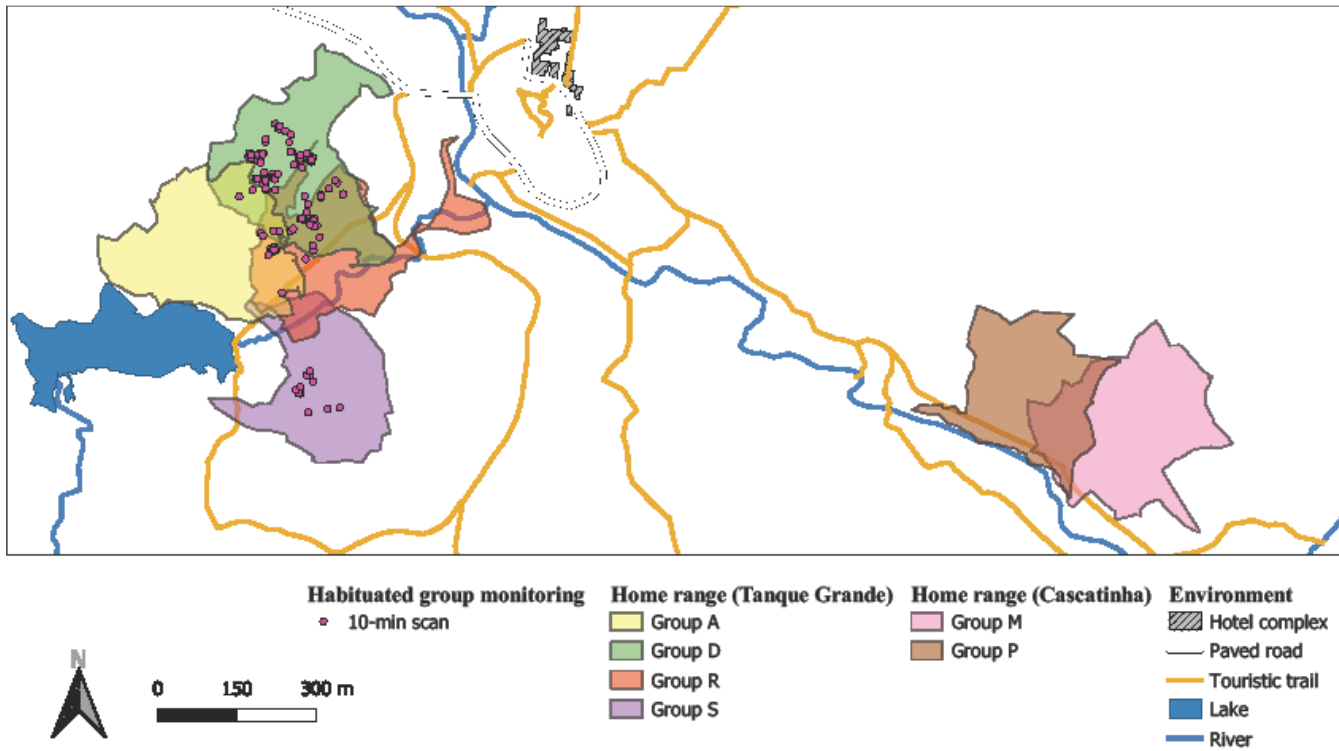 Habituated group monitoring
10-min scan
Home range (Tanque Grande)
Group A
Group D
Group R
Group S
Home range (Cascatinha)
Group M
Group P
Environment
Hotel complex
Paved road
Touristic trail
Lake
River
N
0 150 300 m